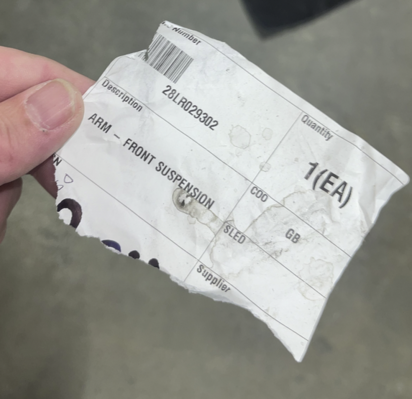 Number
28LR029302
Quantity
1(EA)
Description
ARM – FRONT SUSPENSION
COO
GB
SLED
Supplier